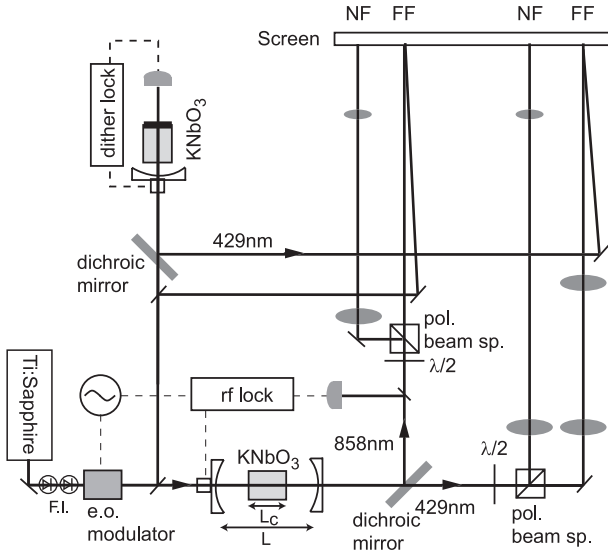 NF FF NF FF
Screen
dither lock
KNbO3
429nm
dichroic
mirror
pol.
beam sp.
λ/2
Ti:Sapphire
rf lock
858nm
KNbO3
λ/2
F.I.
e.o.
modulator
Lc
L
dichroic
mirror
429nm
pol.
beam sp.